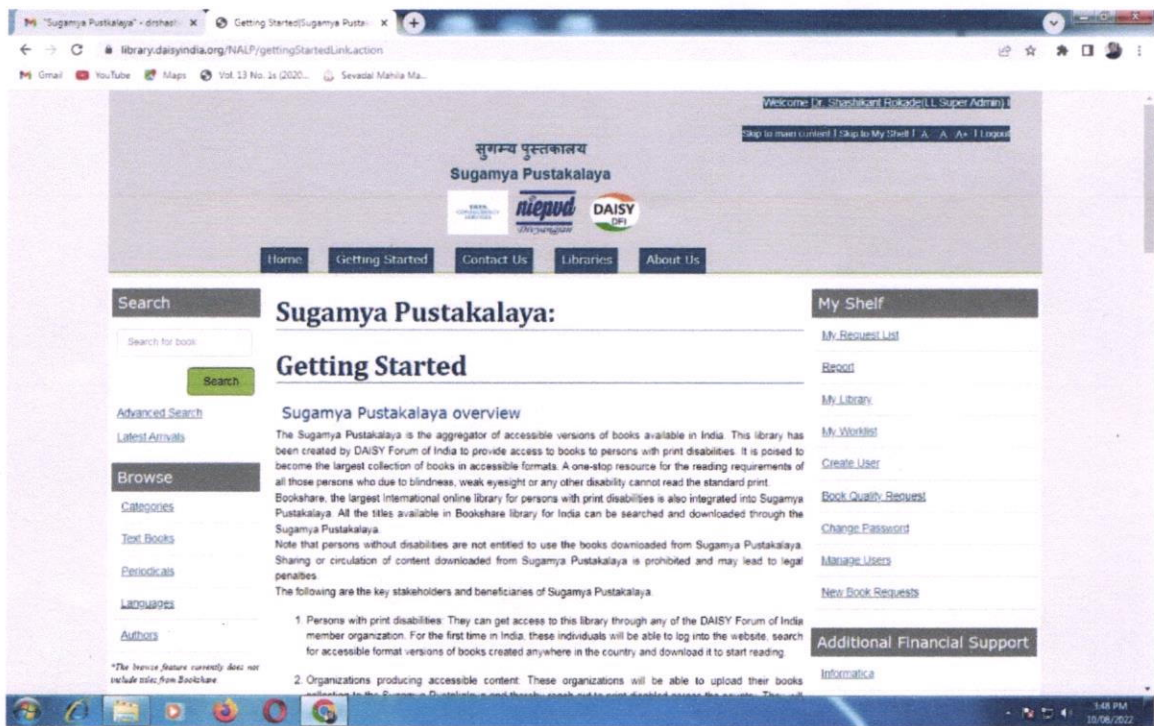 "Sugamya Pustkalaya" - drshashi
Getting Started|Sugamya Pustak
library.daisyindia.org/NALP/gettingStartedLink.action
Gmail YouTube Maps Vol. 13 No. 1s (2020... Sevadal Mahila Ma...
Welcome Dr. Shashikant Rokade(LL Super Admin) |
Skip to main content | Skip to My Shelf | A- A A+ | Logout
सुगम्य पुस्तकालय
Sugamya Pustakalaya
TATA CONSULTANCY SERVICES
niepvd
Divyangjan
DAISY
DFI
Home Getting Started Contact Us Libraries About Us
Search
Search for book
Search
Advanced Search
Latest Arrivals
Browse
Categories
Text Books
Periodicals
Languages
Authors
*The browse feature currently does not
include titles from Bookshare.
Sugamya Pustakalaya:
Getting Started
Sugamya Pustakalaya overview
The Sugamya Pustakalaya is the aggregator of accessible versions of books available in India. This library has
been created by DAISY Forum of India to provide access to books to persons with print disabilities. It is poised to
become the largest collection of books in accessible formats. A one-stop resource for the reading requirements of
all those persons who due to blindness, weak eyesight or any other disability cannot read the standard print.
Bookshare, the largest International online library for persons with print disabilities is also integrated into Sugamya
Pustakalaya. All the titles available in Bookshare library for India can be searched and downloaded through the
Sugamya Pustakalaya.
Note that persons without disabilities are not entitled to use the books downloaded from Sugamya Pustakalaya.
Sharing or circulation of content downloaded from Sugamya Pustakalaya is prohibited and may lead to legal
penalties.
The following are the key stakeholders and beneficiaries of Sugamya Pustakalaya.
1. Persons with print disabilities: They can get access to this library through any of the DAISY Forum of India
member organization. For the first time in India, these individuals will be able to log into the website, search
for accessible format versions of books created anywhere in the country and download it to start reading.
2. Organizations producing accessible content: These organizations will be able to upload their books
My Shelf
My Request List
Report
My Library
My Worklist
Create User
Book Quality Request
Change Password
Manage Users
New Book Requests
Additional Financial Support
Informatica
3:48 PM
10/08/2022